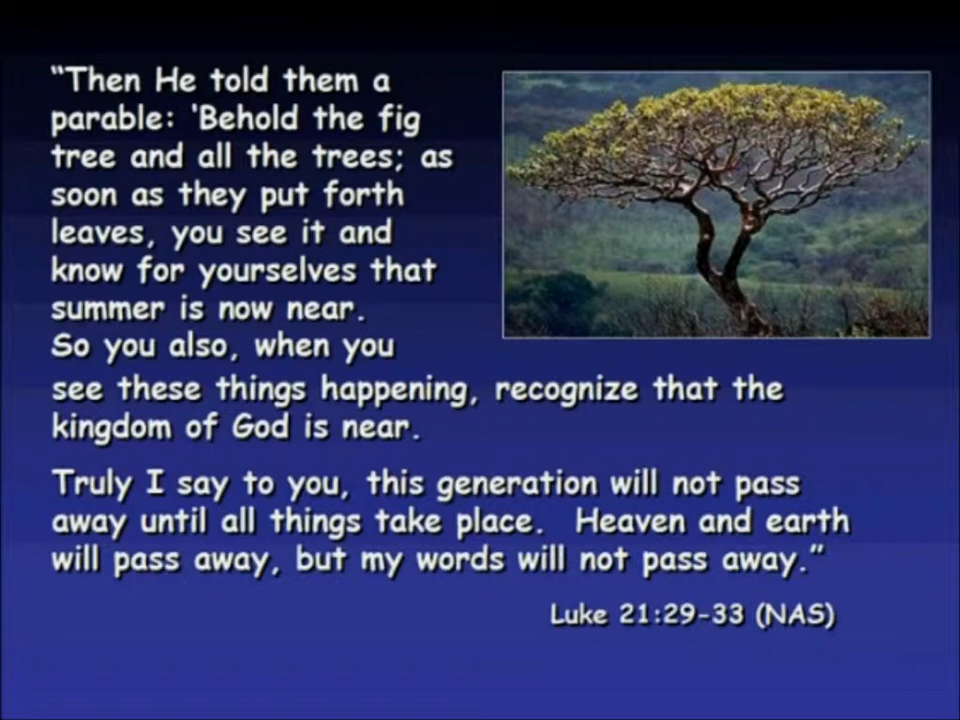 “Then He told them a
parable: ‘Behold the fig
tree and all the trees; as
soon as they put forth
leaves, you see it and
know for yourselves that
summer is now near.
So you also, when you
see these things happening, recognize that the
kingdom of God is near.
Truly I say to you, this generation will not pass
away until all things take place. Heaven and earth
will pass away, but my words will not pass away.”
Luke 21:29-33 (NAS)